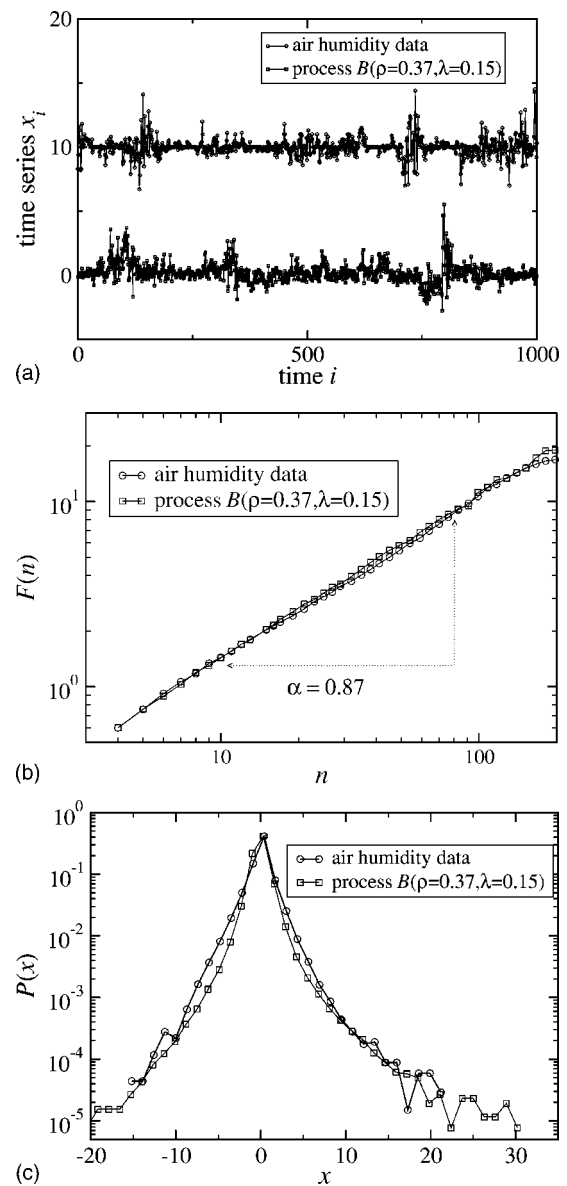 20
air humidity data
process B(ρ=0.37,λ=0.15)
10
0
time series x_i
0
500
1000
time i
(a)
air humidity data
process B(ρ=0.37,λ=0.15)
10^1
10^0
F(n)
α = 0.87
10
100
n
(b)
10^0
10^-1
10^-2
10^-3
10^-4
10^-5
air humidity data
process B(ρ=0.37,λ=0.15)
P(x)
-20
-10
0
10
20
30
x
(c)